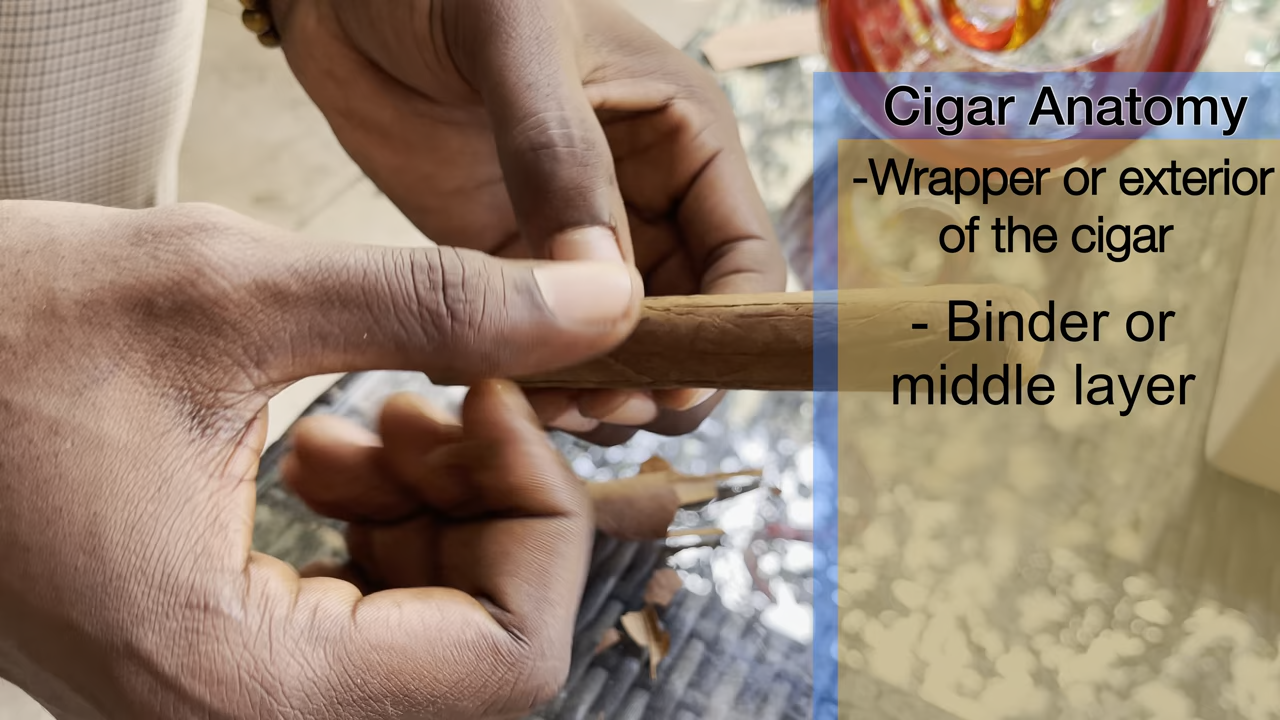 Cigar Anatomy
-Wrapper or exterior
of the cigar
- Binder or
middle layer